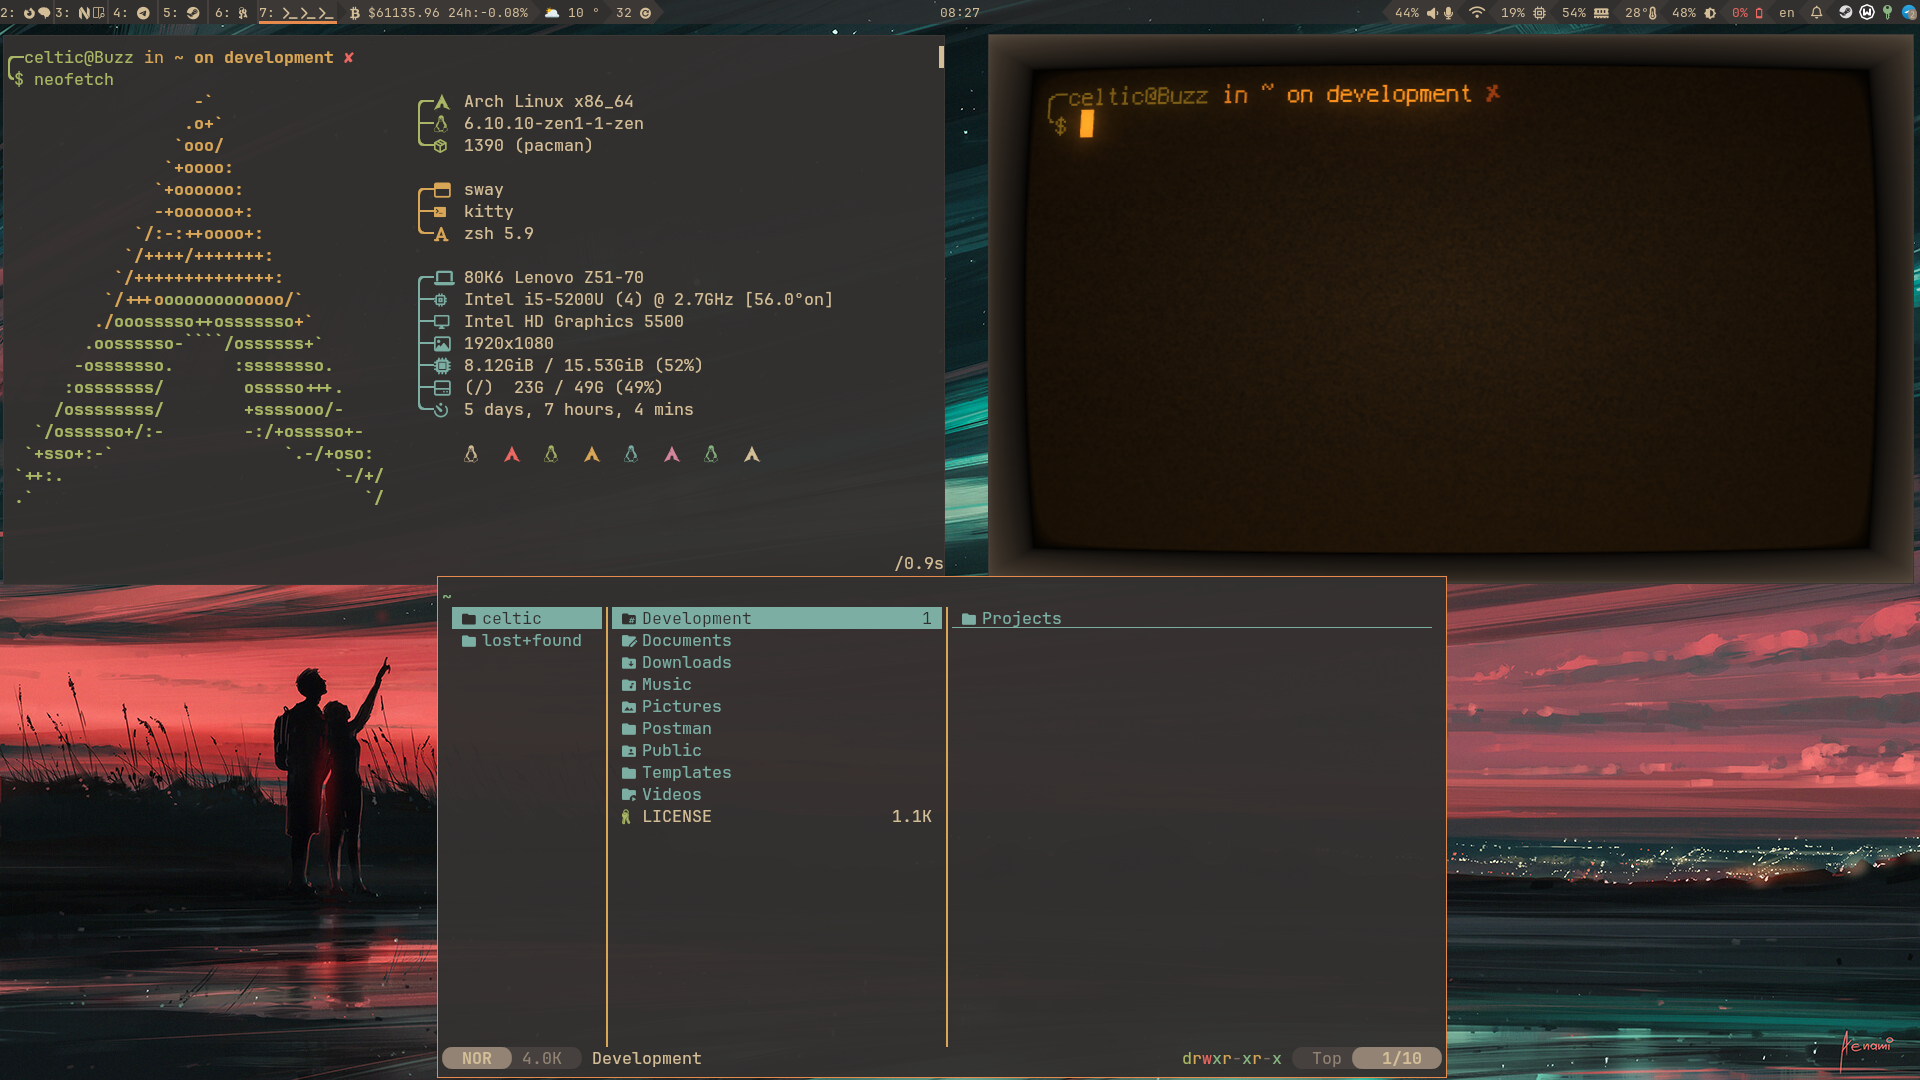 2: 3: 4: 5: 6: 7: $61135.96 24h:-0.08% 10 ° 32 08:27 44% 19% 54% 28° 48% 0% en
celtic@Buzz in ~ on development ✘
$ neofetch
-`
.o+`
`ooo/
`+oooo:
`+oooooo:
-+oooooo+:
`/:-:++oooo+:
`/++++/+++++++:
`/++++++++++++++:
`/+++ooooooooooooo/`
./ooosssso++osssssso+`
.oossssso-````/ossssss+`
-osssssso. :ssssssso.
:osssssss/ osssso+++.
/ossssssss/ +ssssooo/-
`/ossssso+/:- -:/+osssso+-
`+sso+:-` `.-/+oso:
`++:. `-/+/
.` `/
Arch Linux x86_64
6.10.10-zen1-1-zen
1390 (pacman)
sway
kitty
zsh 5.9
80K6 Lenovo Z51-70
Intel i5-5200U (4) @ 2.7GHz [56.0°on]
Intel HD Graphics 5500
1920x1080
8.12GiB / 15.53GiB (52%)
(/) 23G / 49G (49%)
5 days, 7 hours, 4 mins
/0.9s
celtic@Buzz in ~ on development ✘
$
~
celtic
lost+found
Development 1
Documents
Downloads
Music
Pictures
Postman
Public
Templates
Videos
LICENSE 1.1K
Projects
NOR 4.0K Development drwxr-xr-x Top 1/10
Aenami